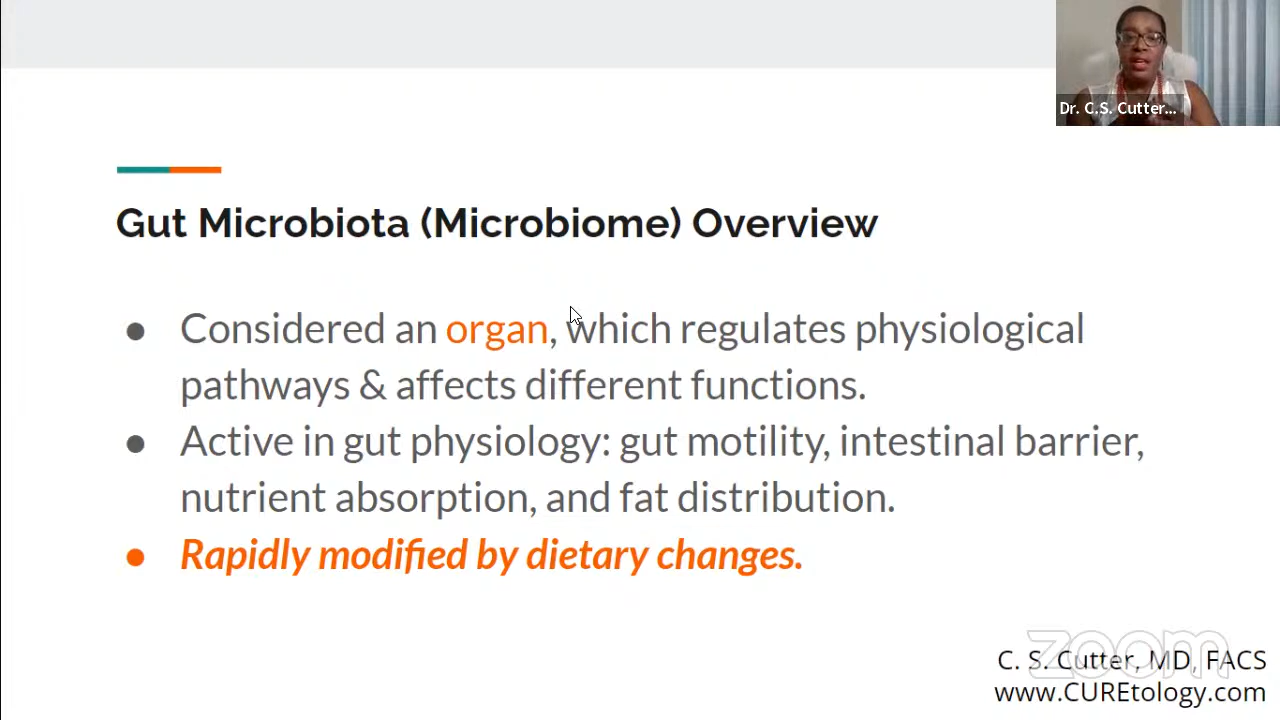 Dr. C.S. Cutter...
Gut Microbiota (Microbiome) Overview
● Considered an organ, which regulates physiological
pathways & affects different functions.
● Active in gut physiology: gut motility, intestinal barrier,
nutrient absorption, and fat distribution.
● Rapidly modified by dietary changes.
zoom
C. S. Cutter, MD, FACS
www.CUREtology.com